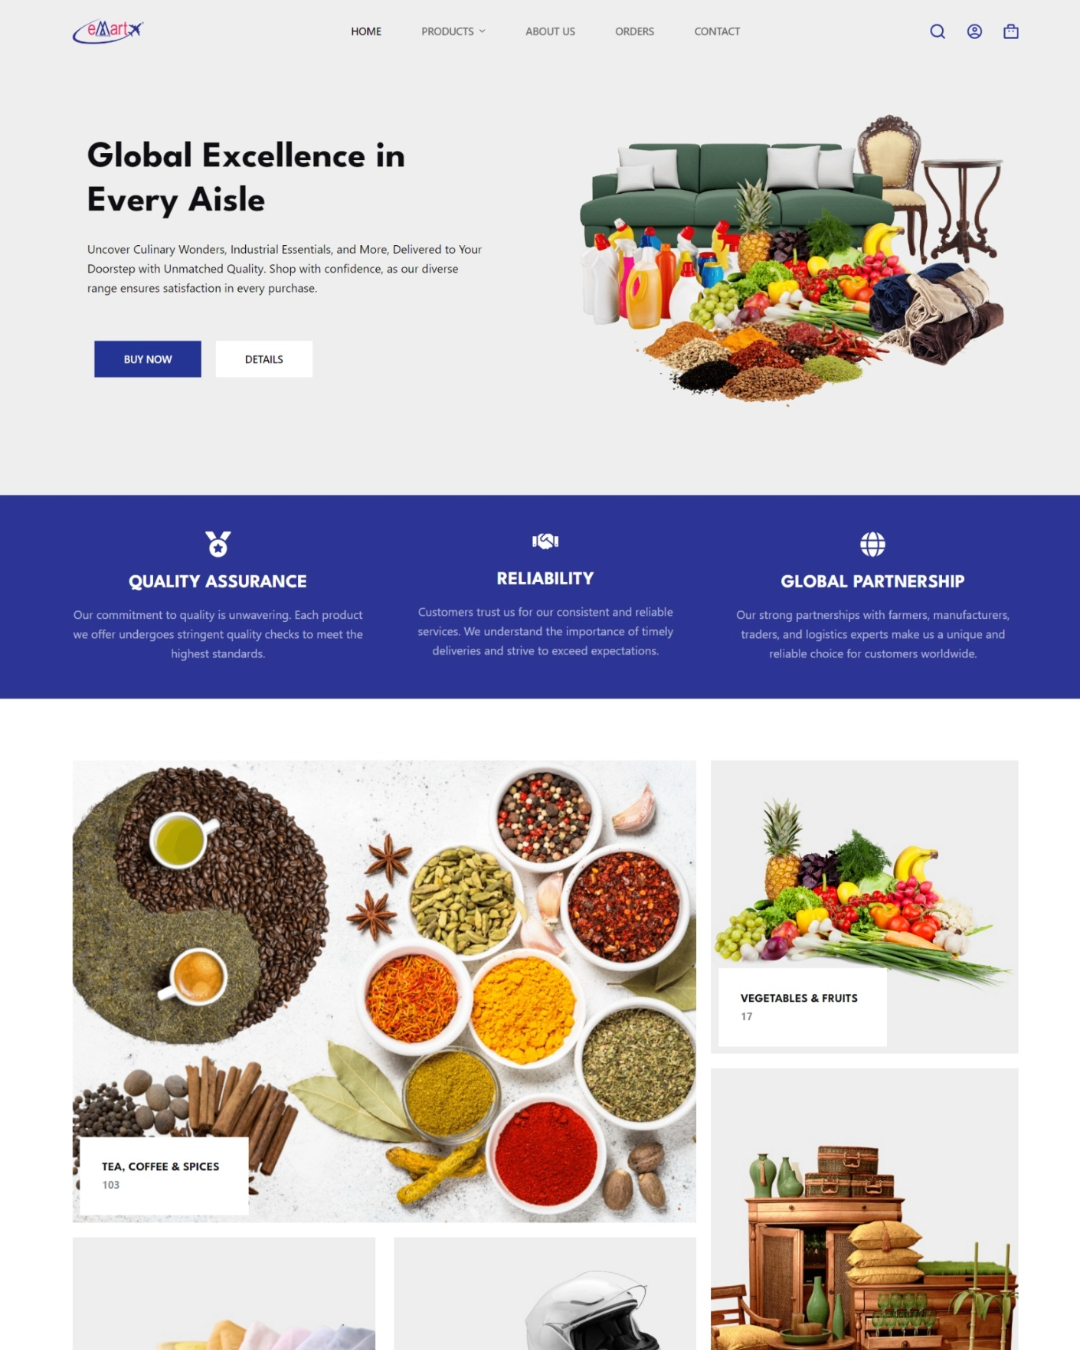 eMart
HOME
PRODUCTS
ABOUT US
ORDERS
CONTACT
Global Excellence in
Every Aisle
Uncover Culinary Wonders, Industrial Essentials, and More, Delivered to Your
Doorstep with Unmatched Quality. Shop with confidence, as our diverse
range ensures satisfaction in every purchase.
BUY NOW
DETAILS
QUALITY ASSURANCE
Our commitment to quality is unwavering. Each product
we offer undergoes stringent quality checks to meet the
highest standards.
RELIABILITY
Customers trust us for our consistent and reliable
services. We understand the importance of timely
deliveries and strive to exceed expectations.
GLOBAL PARTNERSHIP
Our strong partnerships with farmers, manufacturers,
traders, and logistics experts make us a unique and
reliable choice for customers worldwide.
TEA, COFFEE & SPICES
103
VEGETABLES & FRUITS
17